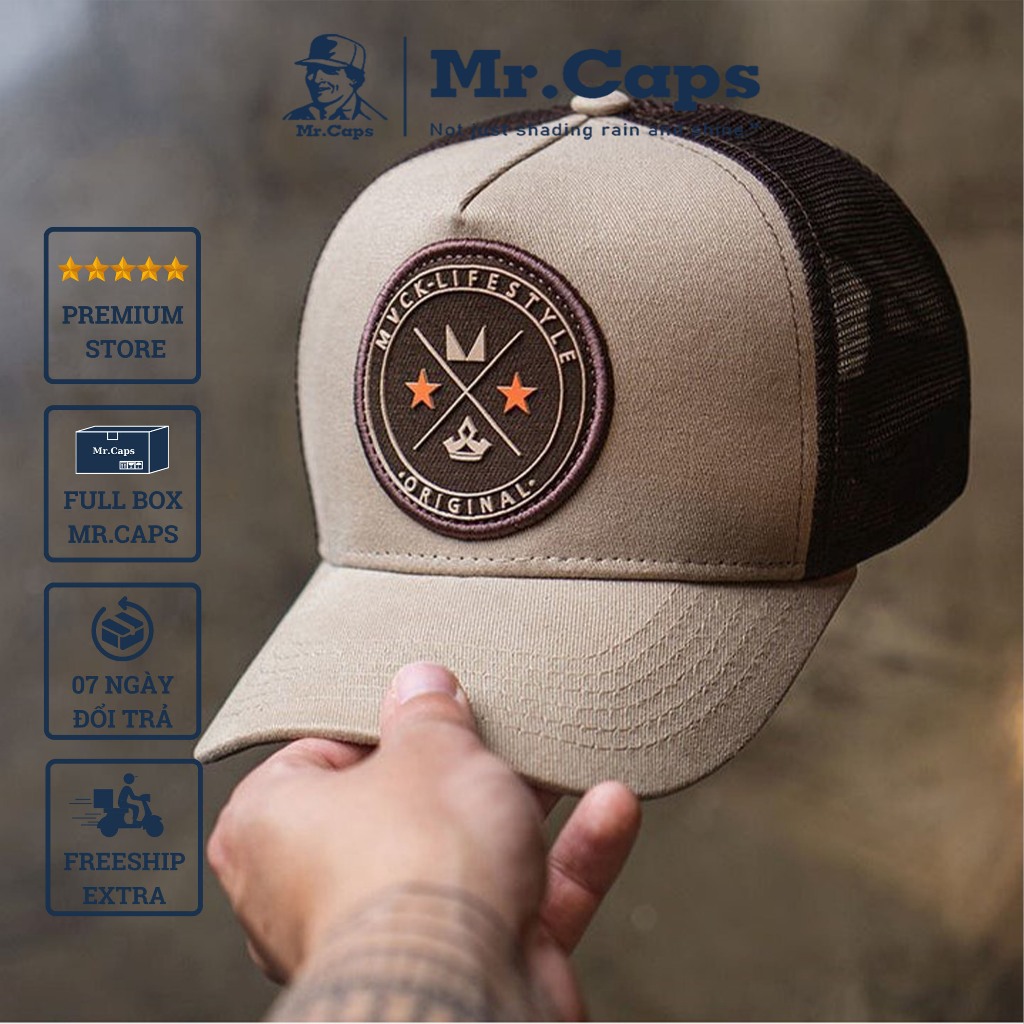 Mr.Caps
Mr.Caps
Not just shading rain and
PREMIUM
STORE
Mr.Caps
FULL BOX
MR.CAPS
07 NGÀY
ĐỔI TRẢ
FREESHIP
EXTRA
MVCK-LIFESTYLE
·ORIGINAL·